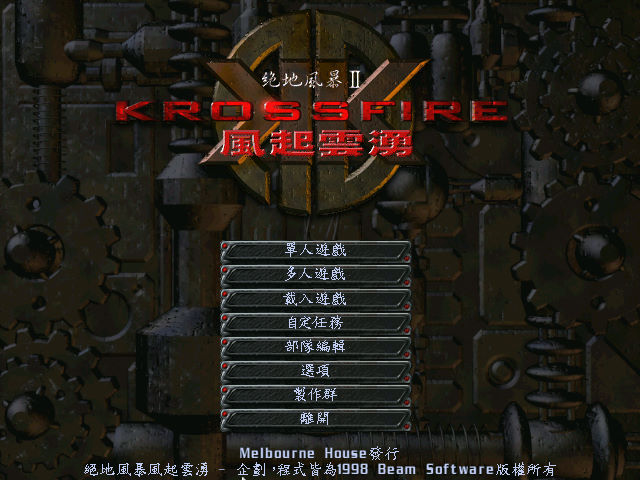 絕地風暴 II
KROSSFIRE
風起雲湧
單人遊戲
多人遊戲
載入遊戲
自定任務
部隊編輯
選項
製作群
離開
Melbourne House發行
絕地風暴風起雲湧 - 企劃,程式皆為1998 Beam Software版權所有